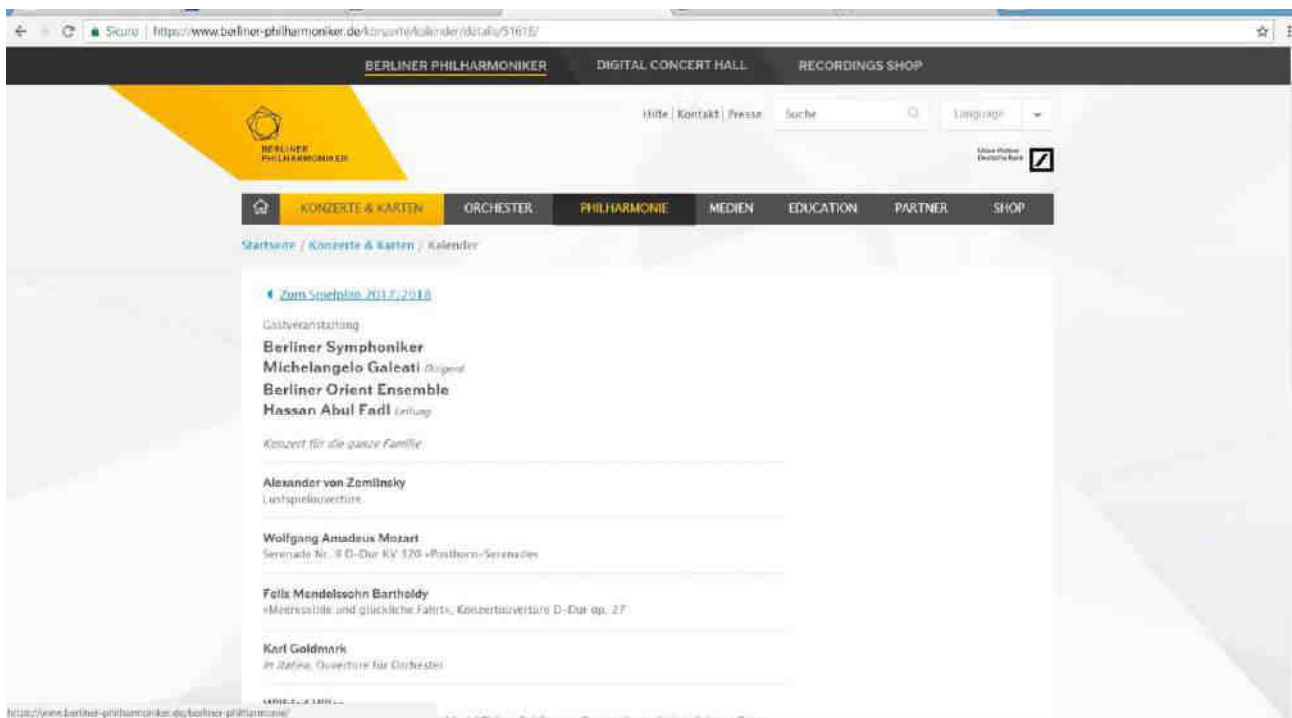 Sicuro | https://www.berliner-philharmoniker.de/konzerte/kalender/details/51618/
BERLINER PHILHARMONIKER DIGITAL CONCERT HALL RECORDINGS SHOP
Hilfe | Kontakt | Presse Suche Language
BERLINER
PHILHARMONIKER
Unser Partner
Deutsche Bank
KONZERTE & KARTEN ORCHESTER PHILHARMONIE MEDIEN EDUCATION PARTNER SHOP
Startseite / Konzerte & Karten / Kalender
Zum Spielplan 2017/2018
Gastveranstaltung
Berliner Symphoniker
Michelangelo Galeati Dirigent
Berliner Orient Ensemble
Hassan Abul Fadl Leitung
Konzert für die ganze Familie
Alexander von Zemlinsky
Lustspielouvertüre
Wolfgang Amadeus Mozart
Serenade Nr. 9 D-Dur KV 320 »Posthorn-Serenade«
Felix Mendelssohn Bartholdy
»Meeresstille und glückliche Fahrt«, Konzertouvertüre D-Dur op. 27
Karl Goldmark
In Italien, Ouvertüre für Orchester
https://www.berliner-philharmoniker.de/berliner-philharmonie/